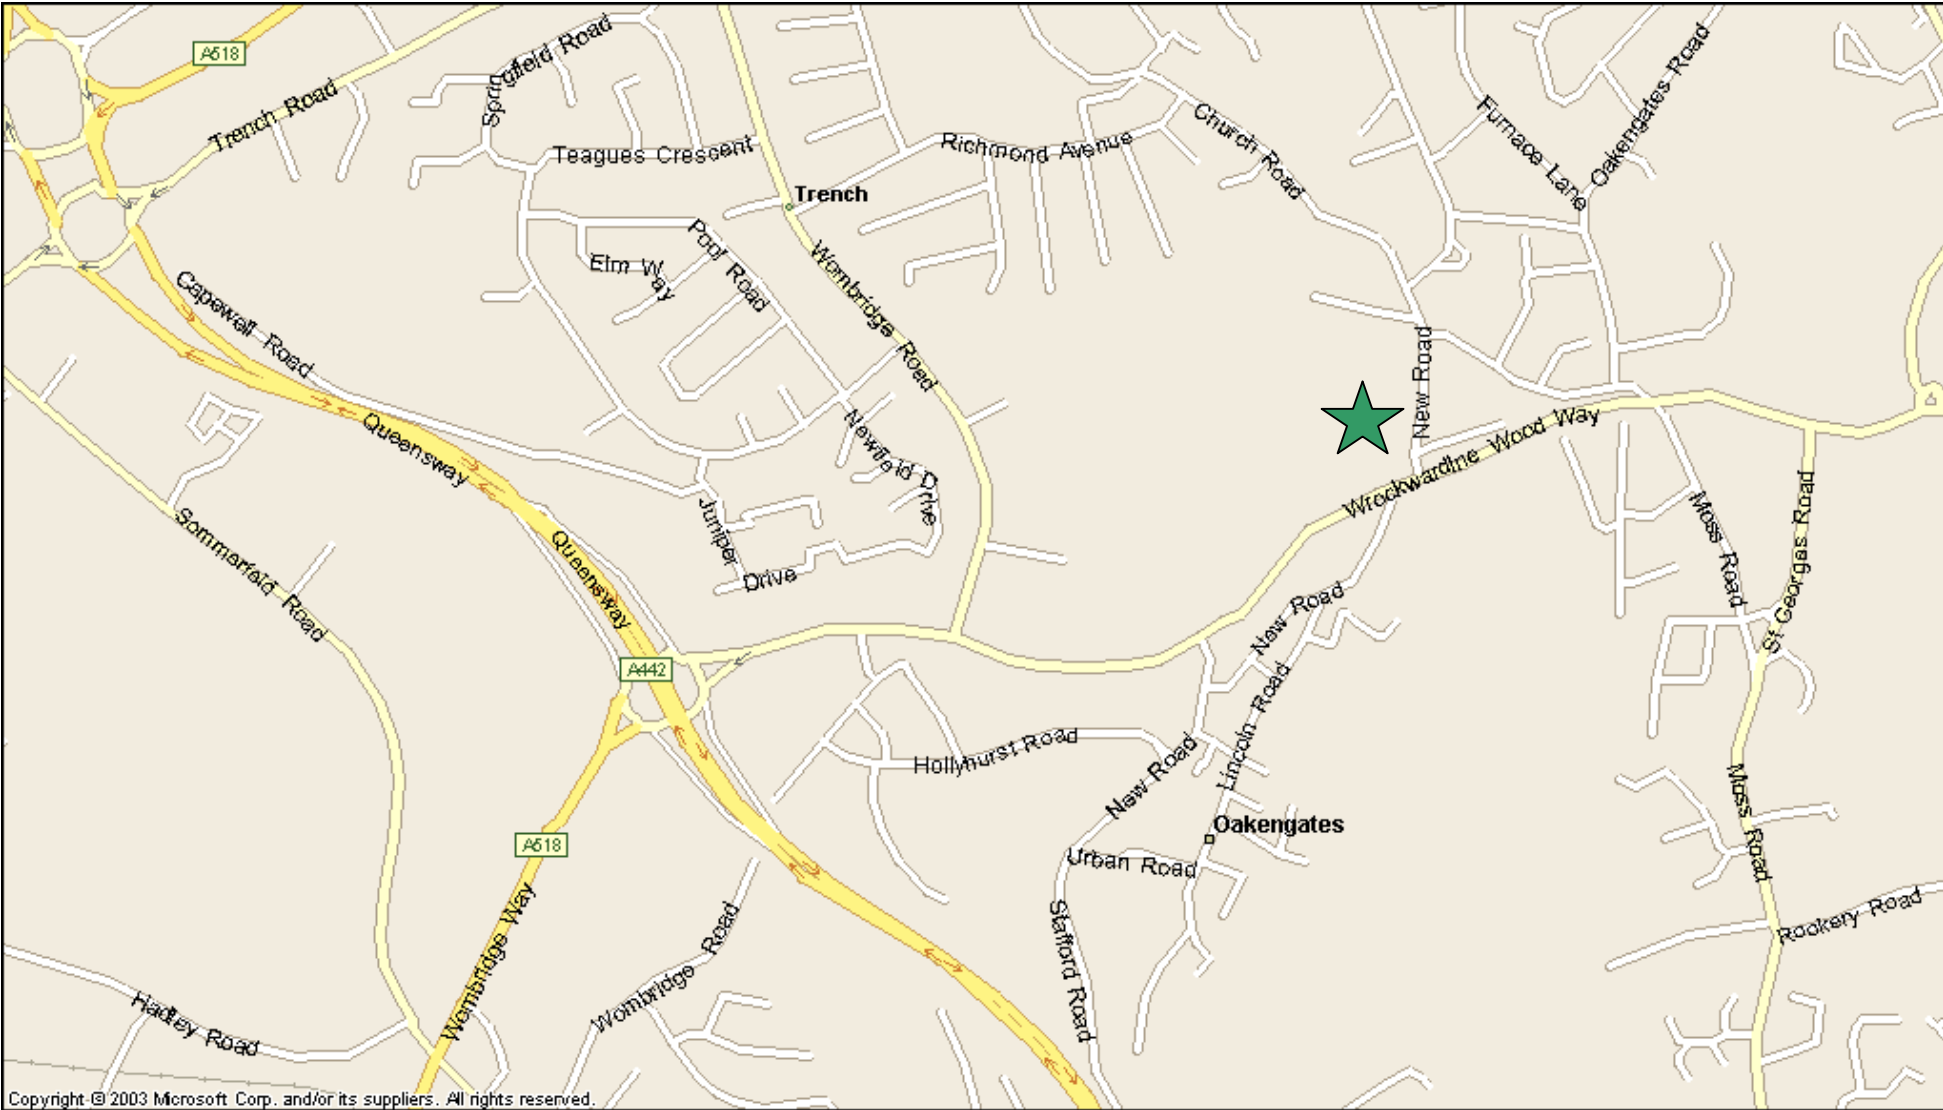 A518
Springfield Road
Trench Road
Teagues Crescent
Richmond Avenue
Church Road
Furnace Lane
Oakengates Road
Trench
Elm Way
Pool Road
Wombridge Road
Capewell Road
New Road
Queensway
Newfield Drive
Wrockwardine Wood Way
Juniper Drive
Sommerfeld Road
Queensway
Moss Road
St Georges Road
New Road
A442
Lincoln Road
Hollyhurst Road
New Road
Moss Road
Oakengates
A518
Urban Road
Wombridge Way
Wombridge Road
Stafford Road
Rookery Road
Hadley Road
Copyright © 2003 Microsoft Corp. and/or its suppliers. All rights reserved.